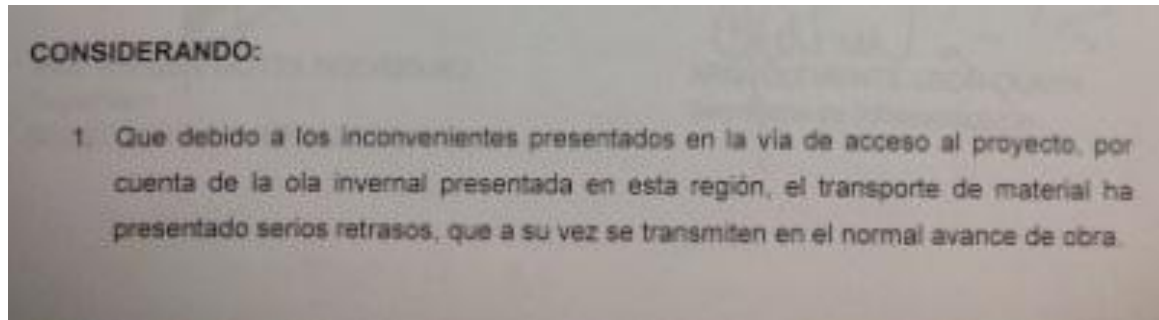 CONSIDERANDO:
1. Que debido a los inconvenientes presentados en la via de acceso al proyecto, por
cuenta de la ola invernal presentada en esta región, el transporte de material ha
presentado serios retrasos, que a su vez se transmiten en el normal avance de obra.